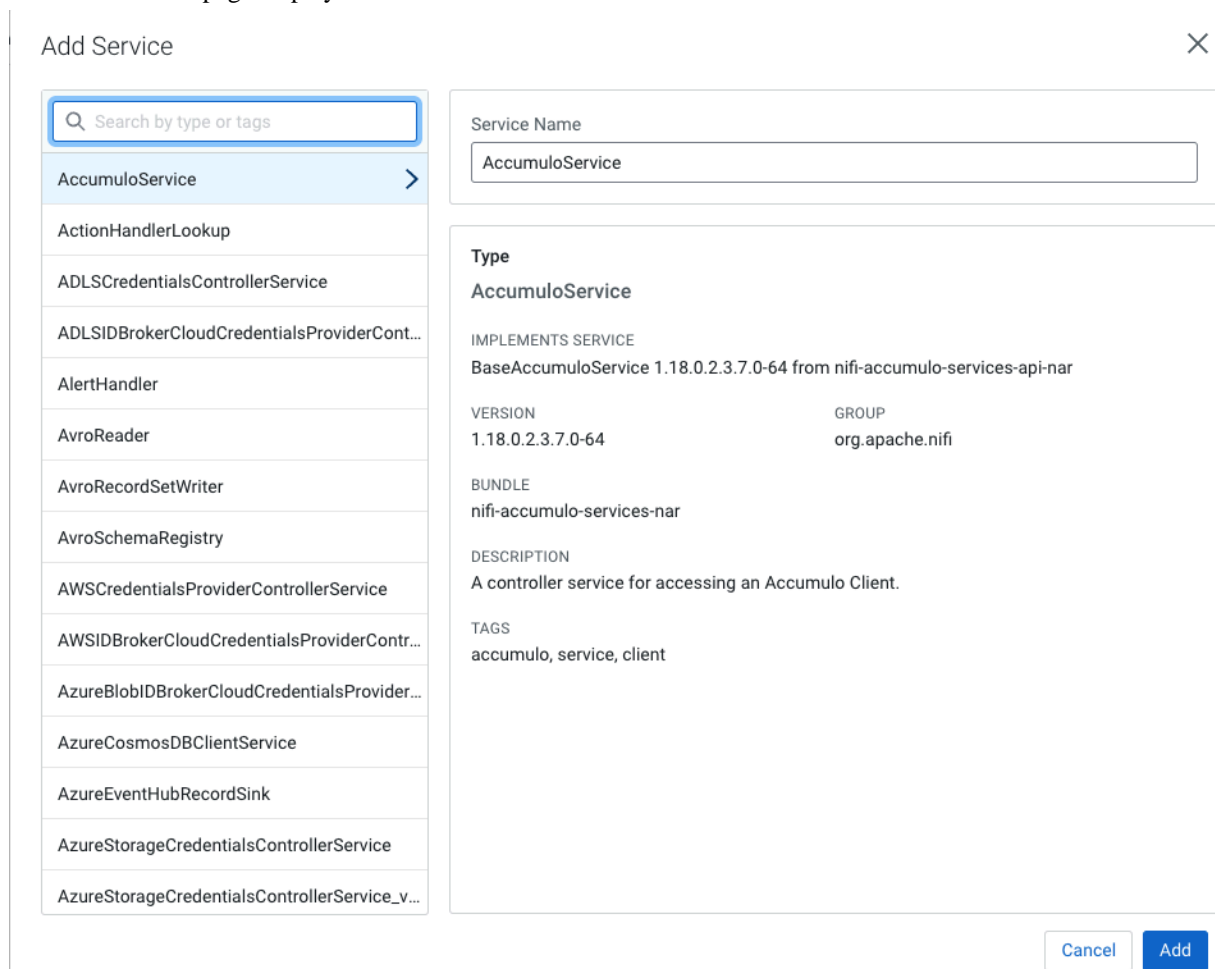 Add Service
Search by type or tags
AccumuloService
ActionHandlerLookup
ADLSCredentialsControllerService
ADLSIDBrokerCloudCredentialsProviderCont...
AlertHandler
AvroReader
AvroRecordSetWriter
AvroSchemaRegistry
AWSCredentialsProviderControllerService
AWSIDBrokerCloudCredentialsProviderContr...
AzureBlobIDBrokerCloudCredentialsProvider...
AzureCosmosDBClientService
AzureEventHubRecordSink
AzureStorageCredentialsControllerService
AzureStorageCredentialsControllerService_v...
Service Name
AccumuloService
Type
AccumuloService
IMPLEMENTS SERVICE
BaseAccumuloService 1.18.0.2.3.7.0-64 from nifi-accumulo-services-api-nar
VERSION GROUP
1.18.0.2.3.7.0-64 org.apache.nifi
BUNDLE
nifi-accumulo-services-nar
DESCRIPTION
A controller service for accessing an Accumulo Client.
TAGS
accumulo, service, client
Cancel Add